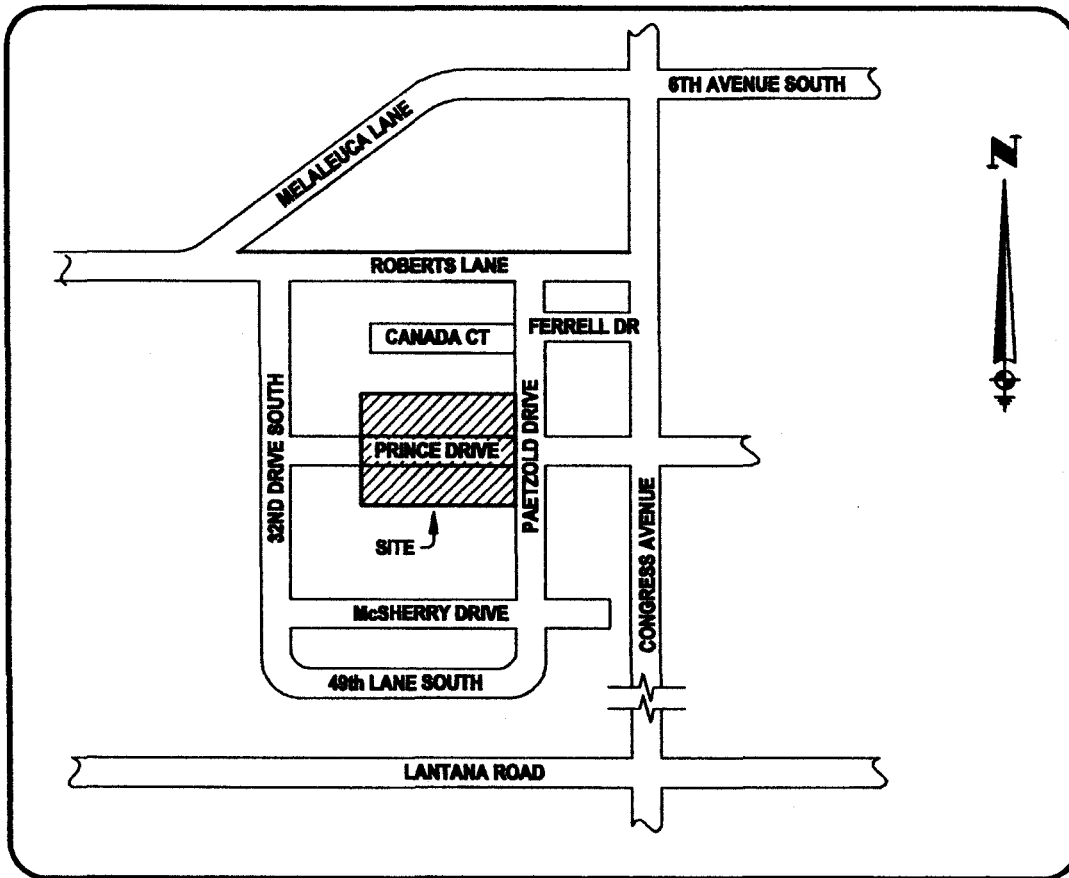 6TH AVENUE SOUTH
MELALEUCA LANE
N
ROBERTS LANE
CANADA CT
FERRELL DR
32ND DRIVE SOUTH
PRINCE DRIVE
PAETZOLD DRIVE
SITE
CONGRESS AVENUE
McSHERRY DRIVE
49th LANE SOUTH
LANTANA ROAD